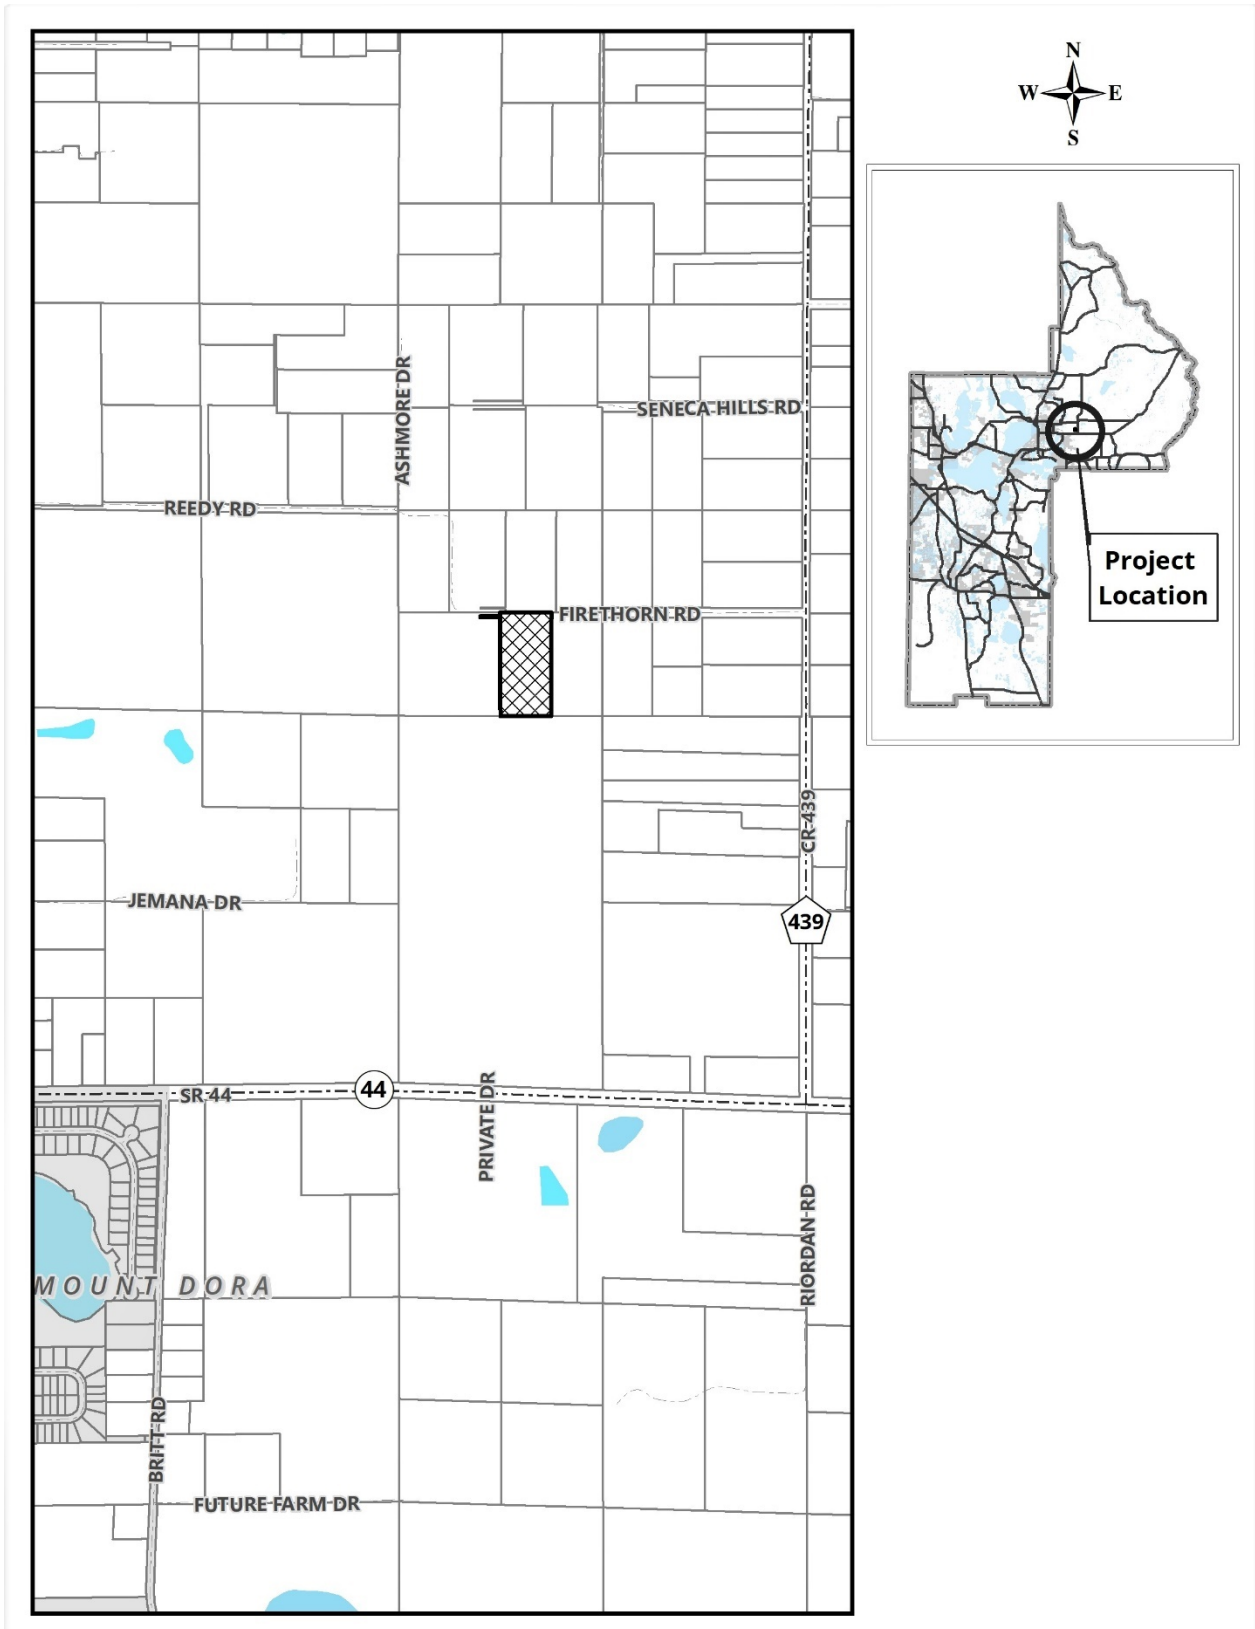 N
W E
S
ASHMORE DR
SENECA HILLS RD
REEDY RD
FIRETHORN RD
Project
Location
CR 439
JEMANA DR
439
SR 44
44
PRIVATE DR
RIORDAN RD
MOUNT DORA
BRITT RD
FUTURE FARM DR